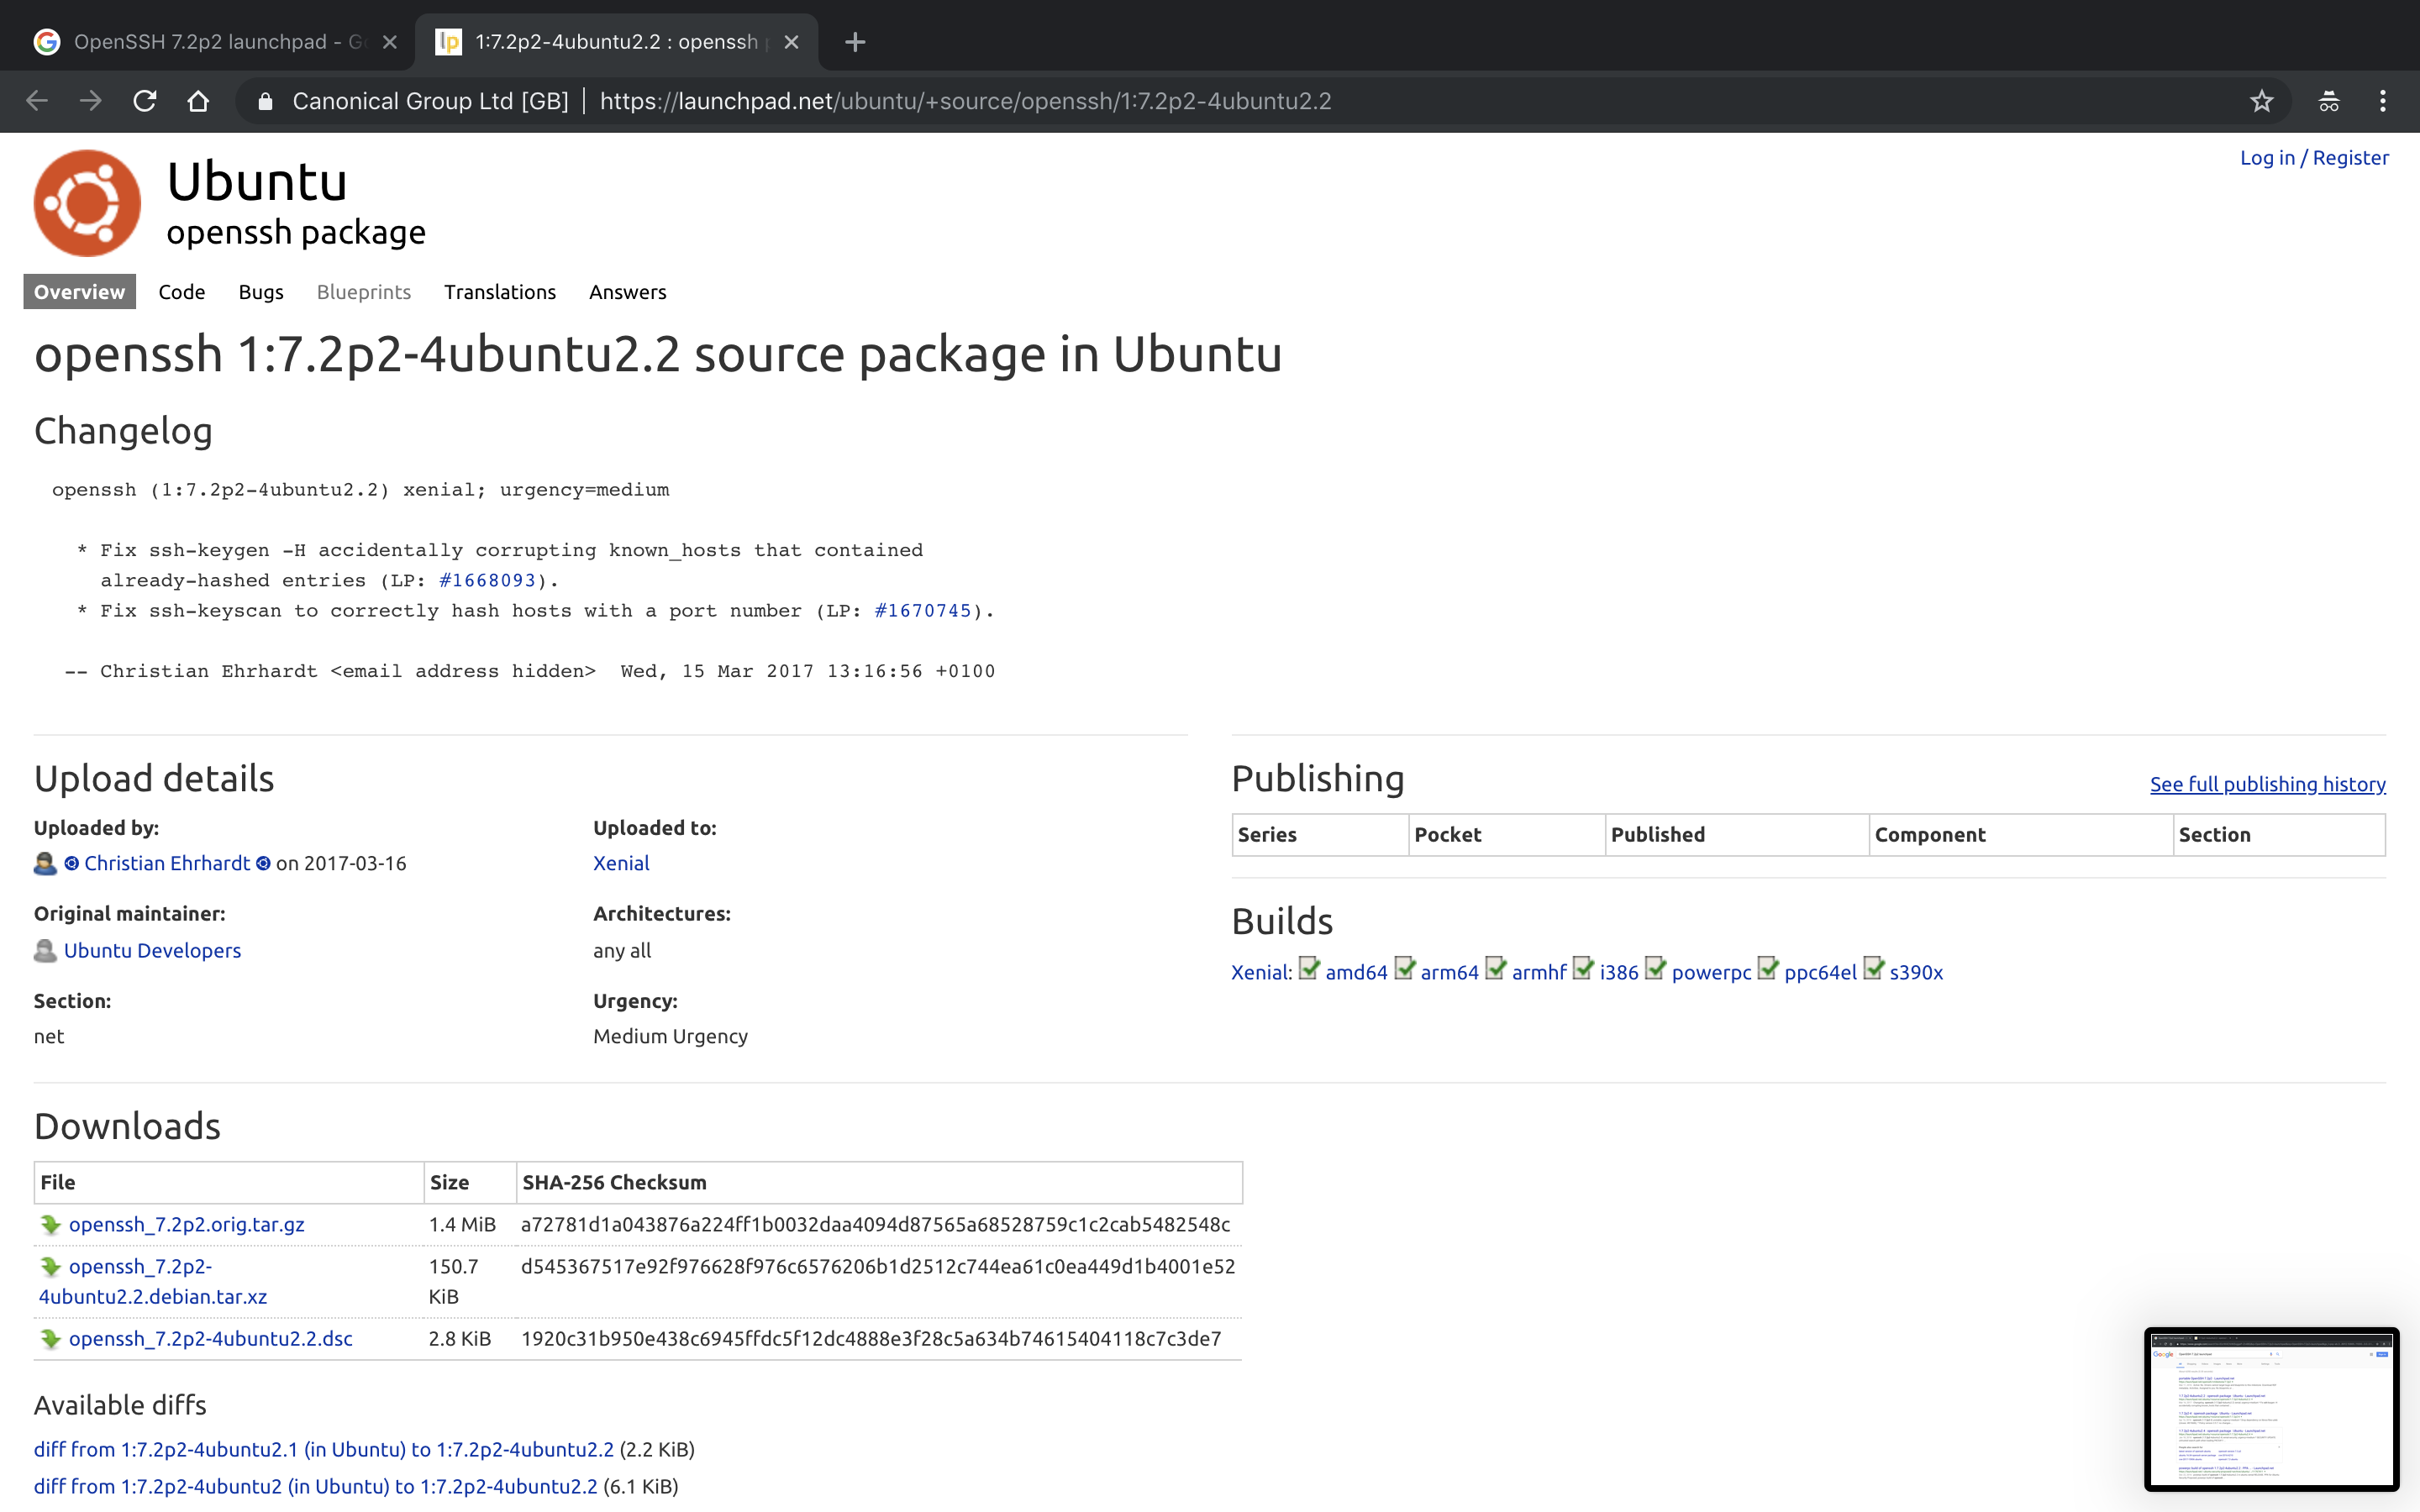 OpenSSH 7.2p2 launchpad - Go
1:7.2p2-4ubuntu2.2 : openssh p
Canonical Group Ltd [GB] | https://launchpad.net/ubuntu/+source/openssh/1:7.2p2-4ubuntu2.2
Log in / Register
Ubuntu
openssh package
Overview Code Bugs Blueprints Translations Answers
openssh 1:7.2p2-4ubuntu2.2 source package in Ubuntu
Changelog
openssh (1:7.2p2-4ubuntu2.2) xenial; urgency=medium
* Fix ssh-keygen -H accidentally corrupting known_hosts that contained
already-hashed entries (LP: #1668093).
* Fix ssh-keyscan to correctly hash hosts with a port number (LP: #1670745).
-- Christian Ehrhardt <email address hidden>  Wed, 15 Mar 2017 13:16:56 +0100
Upload details
Uploaded by:
Christian Ehrhardt on 2017-03-16
Uploaded to:
Xenial
Original maintainer:
Ubuntu Developers
Architectures:
any all
Section:
net
Urgency:
Medium Urgency
Publishing
See full publishing history
Series Pocket Published Component Section
Builds
Xenial: amd64 arm64 armhf i386 powerpc ppc64el s390x
Downloads
File Size SHA-256 Checksum
openssh_7.2p2.orig.tar.gz 1.4 MiB a72781d1a043876a224ff1b0032daa4094d87565a68528759c1c2cab5482548c
openssh_7.2p2- 150.7 d545367517e92f976628f976c6576206b1d2512c744ea61c0ea449d1b4001e52
4ubuntu2.2.debian.tar.xz KiB
openssh_7.2p2-4ubuntu2.2.dsc 2.8 KiB 1920c31b950e438c6945ffdc5f12dc4888e3f28c5a634b74615404118c7c3de7
Available diffs
diff from 1:7.2p2-4ubuntu2.1 (in Ubuntu) to 1:7.2p2-4ubuntu2.2 (2.2 KiB)
diff from 1:7.2p2-4ubuntu2 (in Ubuntu) to 1:7.2p2-4ubuntu2.2 (6.1 KiB)
Google